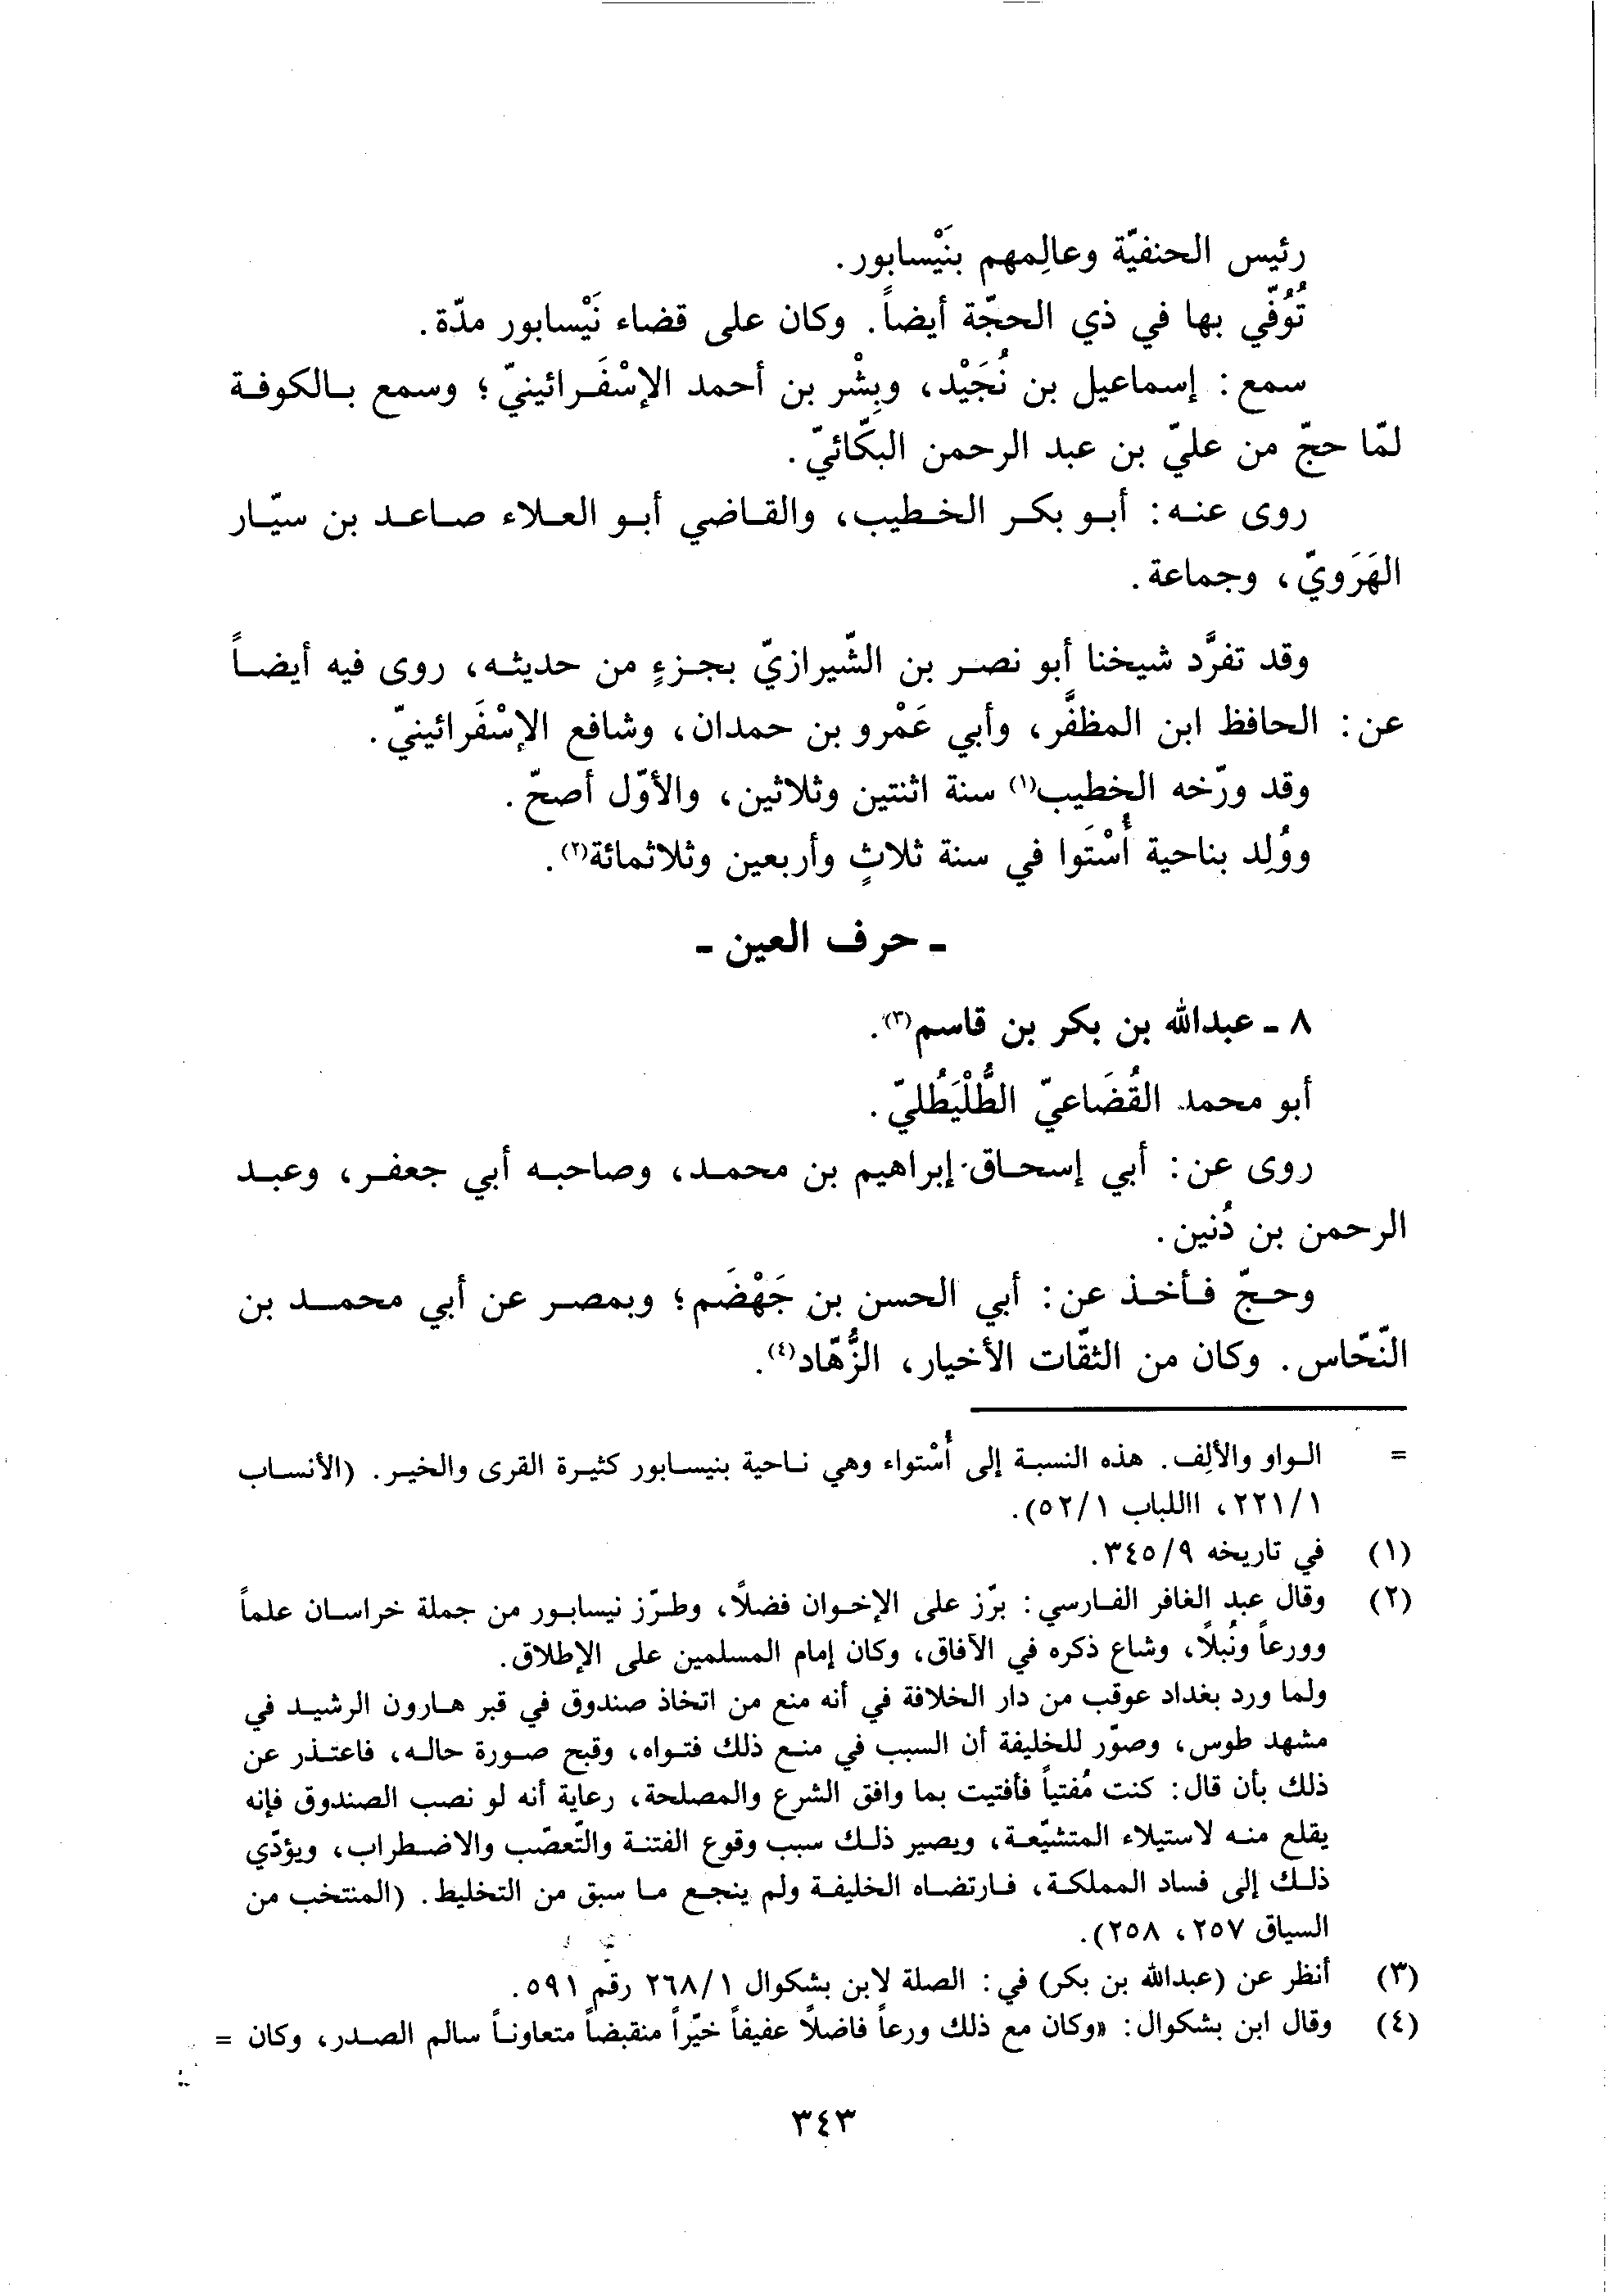 رئيس الحنفيّة وعالِمهم بنَيْسابور.
تُوُفّي بها في ذي الحجّة أيضاً. وكان على قضاء نَيْسابور مدّة.
سمع: إسماعيل بن نُجَيْد، وبِشْر بن أحمد الإسْفَرائينيّ؛ وسمع بالكوفة
لمّا حجّ من عليّ بن عبد الرحمن البكّائيّ.
روى عنه: أبو بكر الخطيب، والقاضي أبو العلاء صاعد بن سيّار
الهَرَويّ، وجماعة.
وقد تفرَّد شيخنا أبو نصر بن الشّيرازيّ بجزءٍ من حديثه، روى فيه أيضاً
عن: الحافظ ابن المظفَّر، وأبي عَمْرو بن حمدان، وشافع الإسْفَرائينيّ.
وقد ورّخه الخطيب(١) سنة اثنتين وثلاثين، والأوّل أصحّ.
ووُلِد بناحية أُسْتَوا في سنة ثلاثٍ وأربعين وثلاثمائة(٢).
ـ حرف العين ـ
٨ ـ عبدالله بن بكر بن قاسم(٣).
أبو محمد القُضَاعيّ الطُّلْيَطُليّ.
روى عن: أبي إسحاق إبراهيم بن محمد، وصاحبه أبي جعفر، وعبد
الرحمن بن دُنين.
وحجّ فأخذ عن: أبي الحسن بن جَهْضَم؛ وبمصر عن أبي محمد بن
النّحّاس. وكان من الثقّات الأخيار، الزُّهّاد(٤).
= الواو والألِف. هذه النسبة إلى أُسْتواء وهي ناحية بنيسابور كثيرة القرى والخير. (الأنساب
٢٢١/١، االلباب ٥٢/١).
(١) في تاريخه ٣٤٥/٩.
(٢) وقال عبد الغافر الفارسي: برّز على الإخوان فضلاً، وطرّز نيسابور من جملة خراسان علماً
وورعاً ونُبلاً، وشاع ذكره في الآفاق، وكان إمام المسلمين على الإطلاق.
ولما ورد بغداد عوقب من دار الخلافة في أنه منع من اتخاذ صندوق في قبر هارون الرشيد في
مشهد طوس، وصوّر للخليفة أن السبب في منع ذلك فتواه، وقبح صورة حاله، فاعتذر عن
ذلك بأن قال: كنت مُفتياً فأفتيت بما وافق الشرع والمصلحة، رعاية أنه لو نصب الصندوق فإنه
يقلع منه لاستيلاء المتشيّعة، ويصير ذلك سبب وقوع الفتنة والتّعصّب والاضطراب، ويؤدّي
ذلك إلى فساد المملكة، فارتضاه الخليفة ولم ينجع ما سبق من التخليط. (المنتخب من
السياق ٢٥٧، ٢٥٨).
(٣) أنظر عن (عبدالله بن بكر) في: الصلة لابن بشكوال ٢٦٨/١ رقم ٥٩١.
(٤) وقال ابن بشكوال: «وكان مع ذلك ورعاً فاضلاً عفيفاً خيّراً منقبضاً متعاوناً سالم الصدر، وكان =
٣٤٣